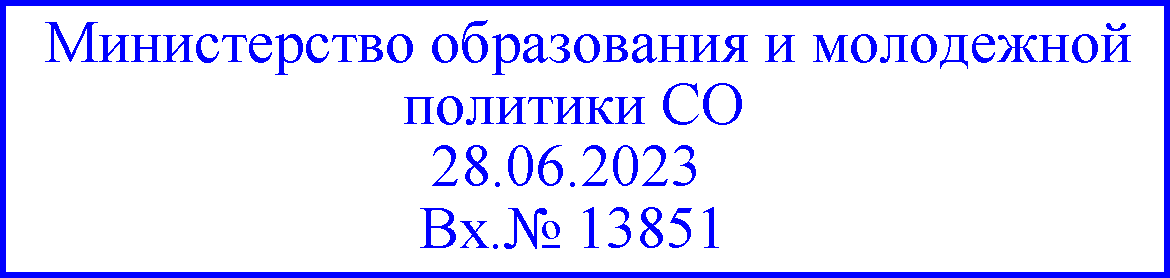 Министерство образования и молодежной
политики СО
28.06.2023
Вх.№ 13851